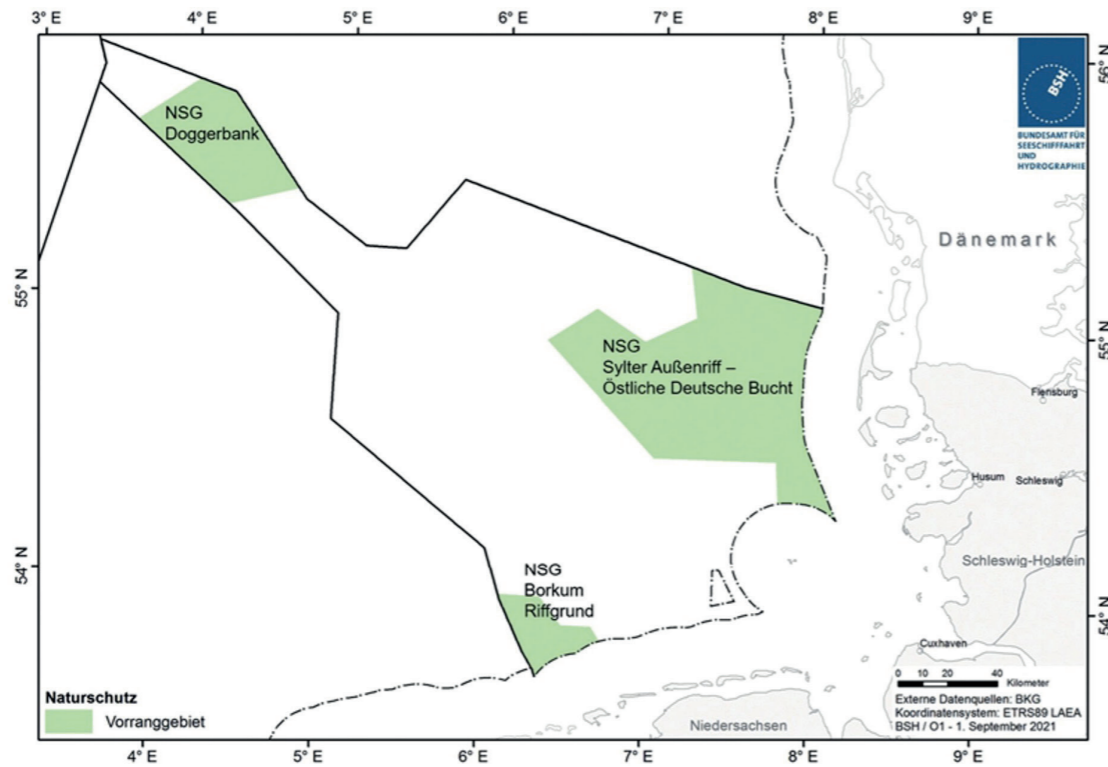 3° E
4° E
5° E
6° E
7° E
8° E
9° E
56° N
BSH
BUNDESAMT FÜR
SEESCHIFFFAHRT
UND
HYDROGRAPHIE
NSG
Doggerbank
Dänemark
55° N
55° N
NSG
Sylter Außenriff –
Östliche Deutsche Bucht
Flensburg
Husum
Schleswig
54° N
NSG
Borkum
Riffgrund
Schleswig-Holstein
54° N
Cuxhaven
0 10 20 40
Kilometer
Naturschutz
Vorranggebiet
Niedersachsen
Externe Datenquellen: BKG
Koordinatensystem: ETRS89 LAEA
BSH / O1 - 1. September 2021
4° E
5° E
6° E
7° E
8° E
9° E